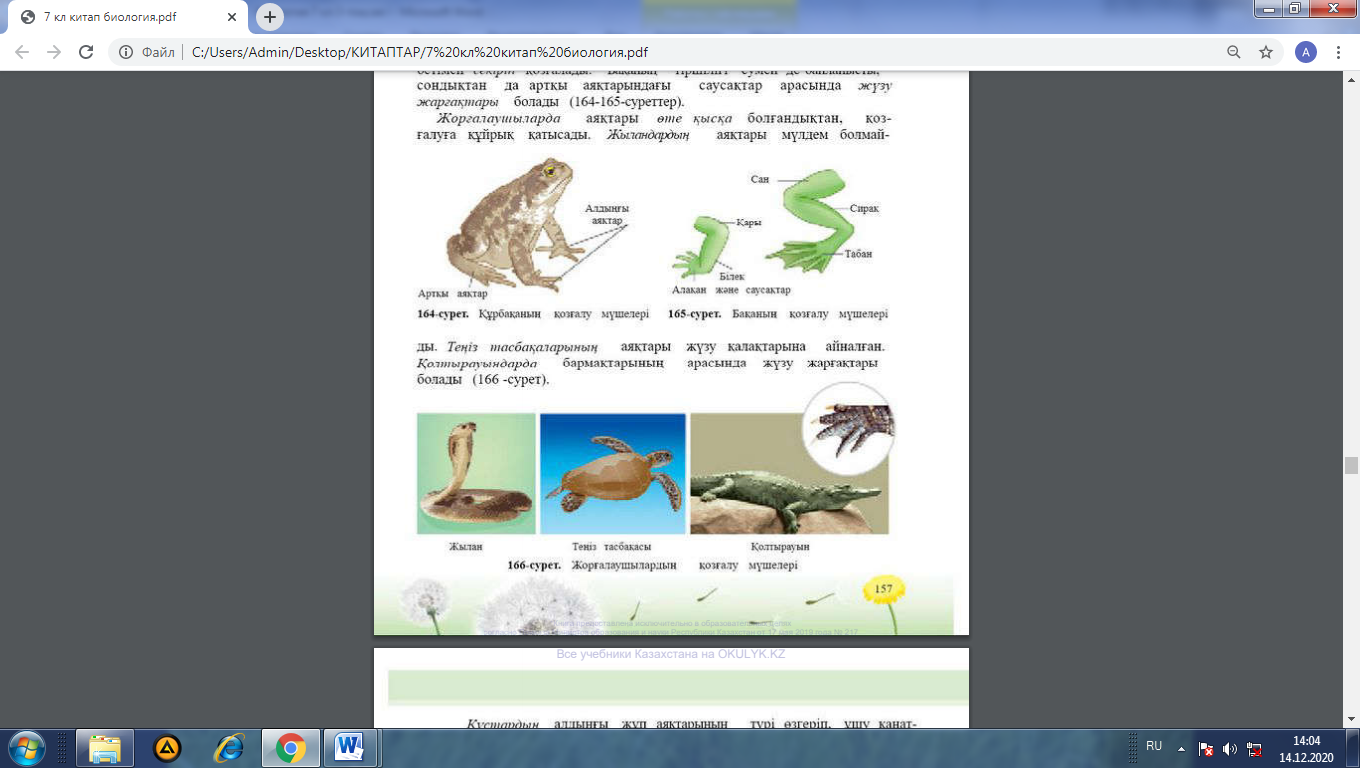 7 кл китап биология.pdf
Файл
C:/Users/Admin/Desktop/КИТАПТАР/7%20кл%20китап%20биология.pdf
A
сондықтан да артқы аяқтарындағы саусақтар арасында жүзу
жарғақтары болады (164-165-суреттер).
Жорғалаушыларда аяқтары өте қысқа болғандықтан, қоз-
ғалуға құйрық қатысады. Жыландардың аяқтары мүлдем болмай-
Алдыңғы
аяқтар
Артқы аяқтар
Сан
Сирақ
Қары
Табан
Білек
Алақан және саусақтар
164-сурет. Құрбақаның қозғалу мүшелері
165-сурет. Бақаның қозғалу мүшелері
ды. Теңіз тасбақаларының аяқтары жүзу қалақтарына айналған.
Қолтырауындарда бармақтарының арасында жүзу жарғақтары
болады (166 -сурет).
Жылан
Теңіз тасбақасы
Қолтырауын
166-сурет. Жорғалаушылардың қозғалу мүшелері
157
Все учебники Казахстана на OKULYK.KZ
Құстардың алдыңғы жұп аяқтарының түрі өзгеріп, ұшу қанат-
RU
14:04
14.12.2020